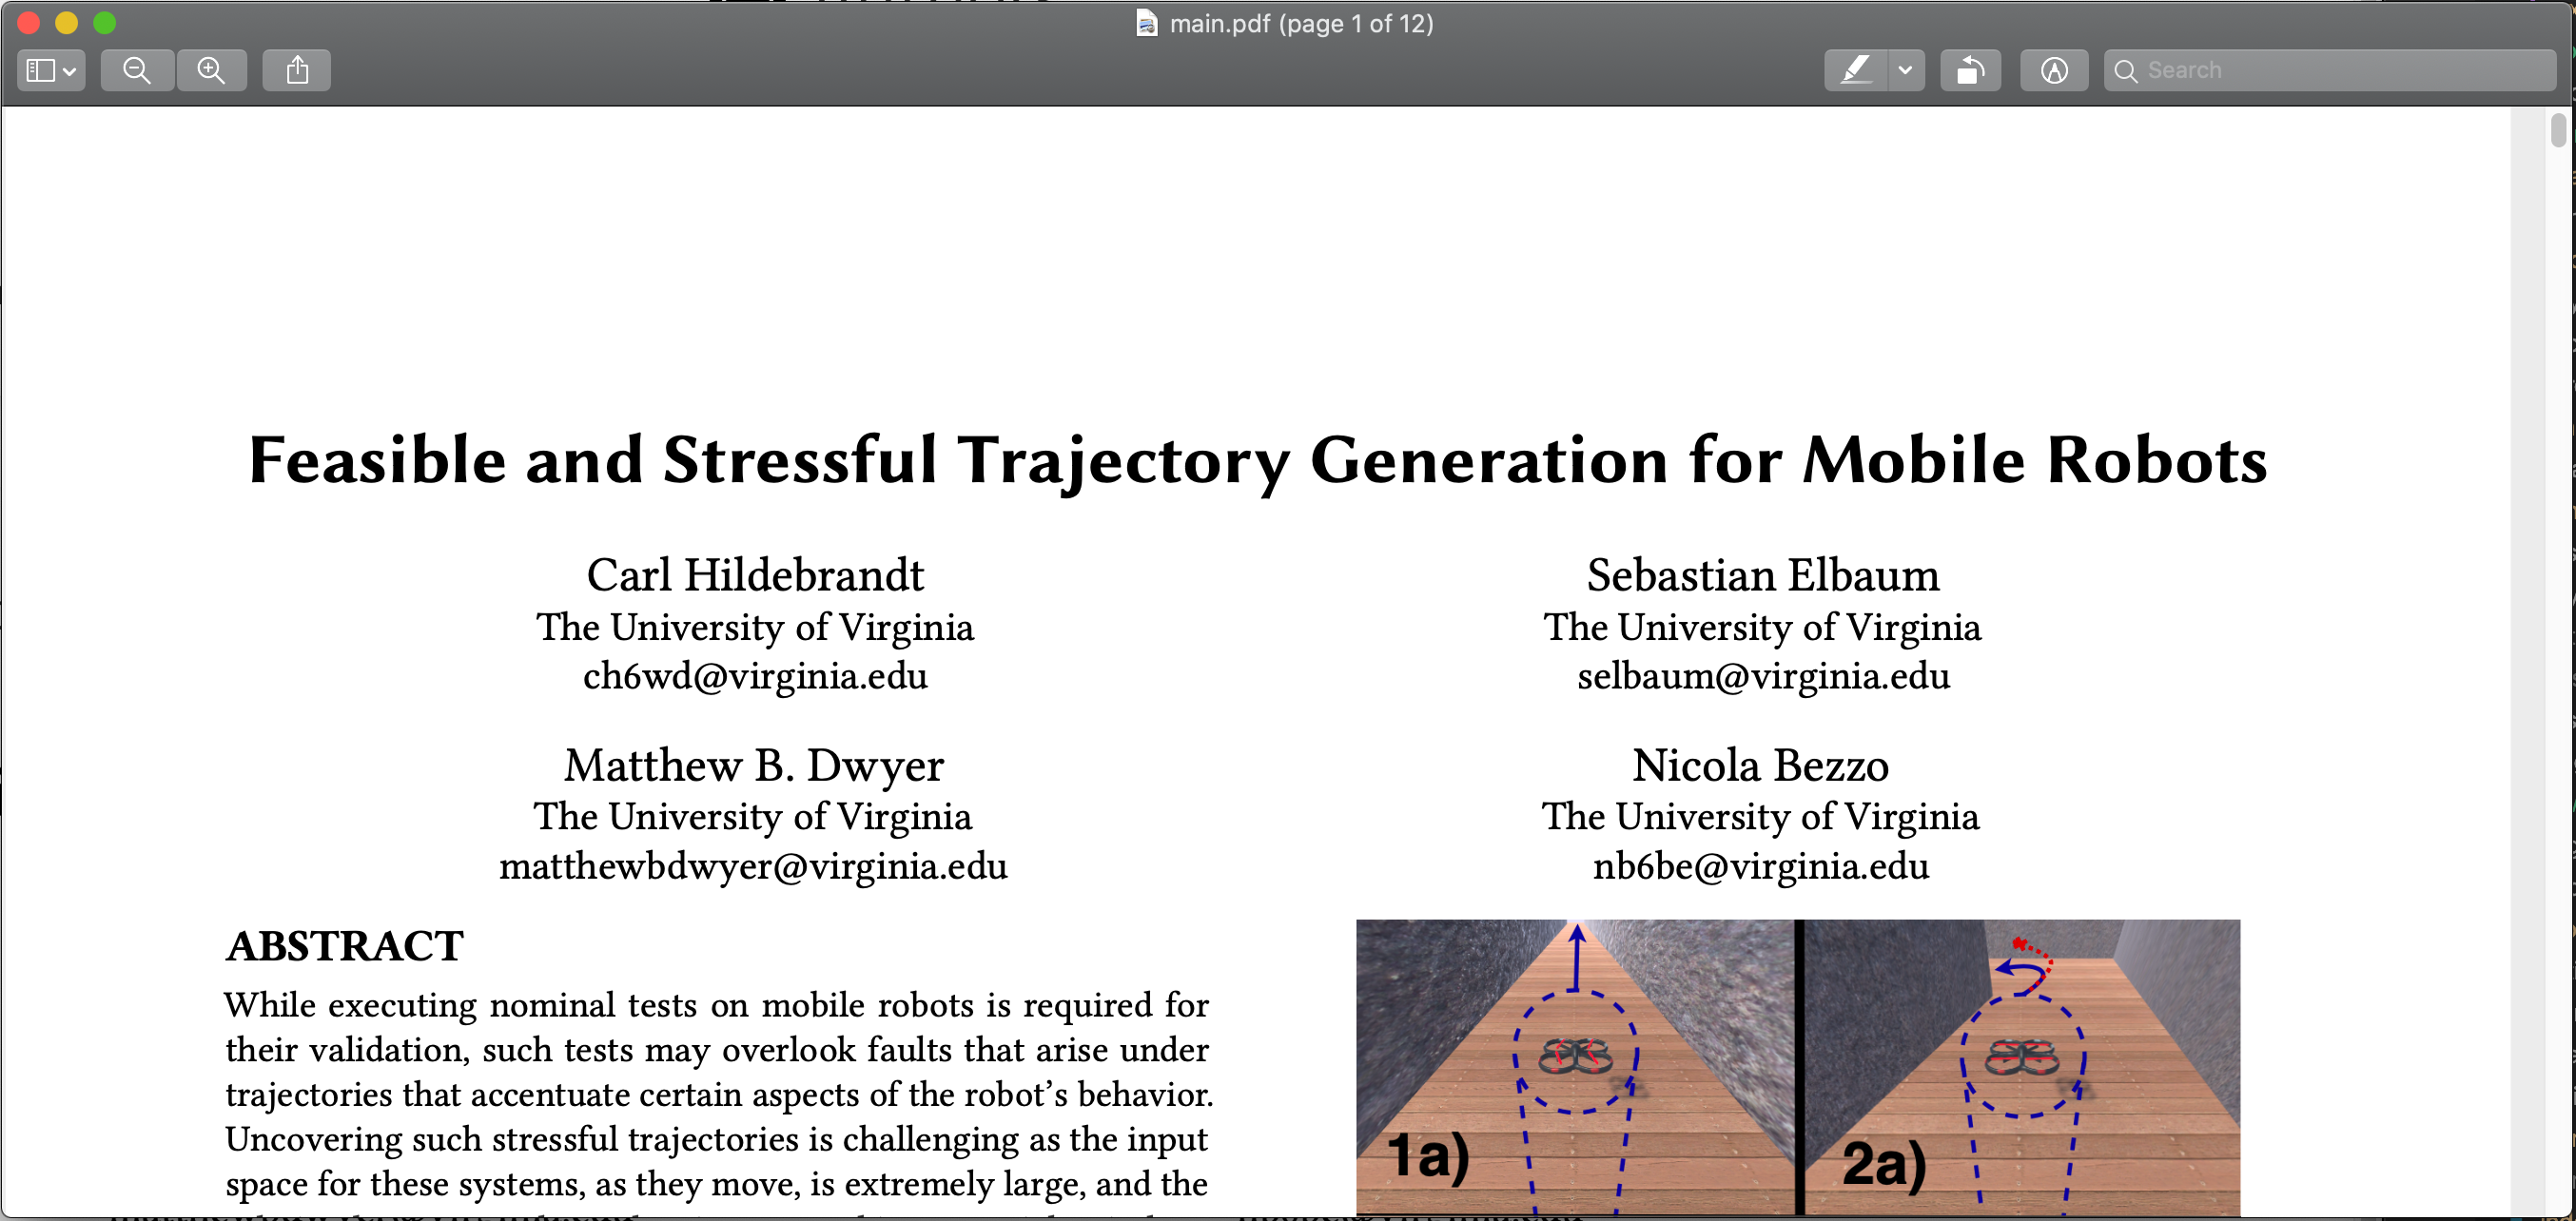 main.pdf (page 1 of 12)
Search
Feasible and Stressful Trajectory Generation for Mobile Robots
Carl Hildebrandt
The University of Virginia
ch6wd@virginia.edu
Sebastian Elbaum
The University of Virginia
selbaum@virginia.edu
Matthew B. Dwyer
The University of Virginia
matthewbdwyer@virginia.edu
Nicola Bezzo
The University of Virginia
nb6be@virginia.edu
ABSTRACT
While executing nominal tests on mobile robots is required for
their validation, such tests may overlook faults that arise under
trajectories that accentuate certain aspects of the robot’s behavior.
Uncovering such stressful trajectories is challenging as the input
space for these systems, as they move, is extremely large, and the
1a)
2a)